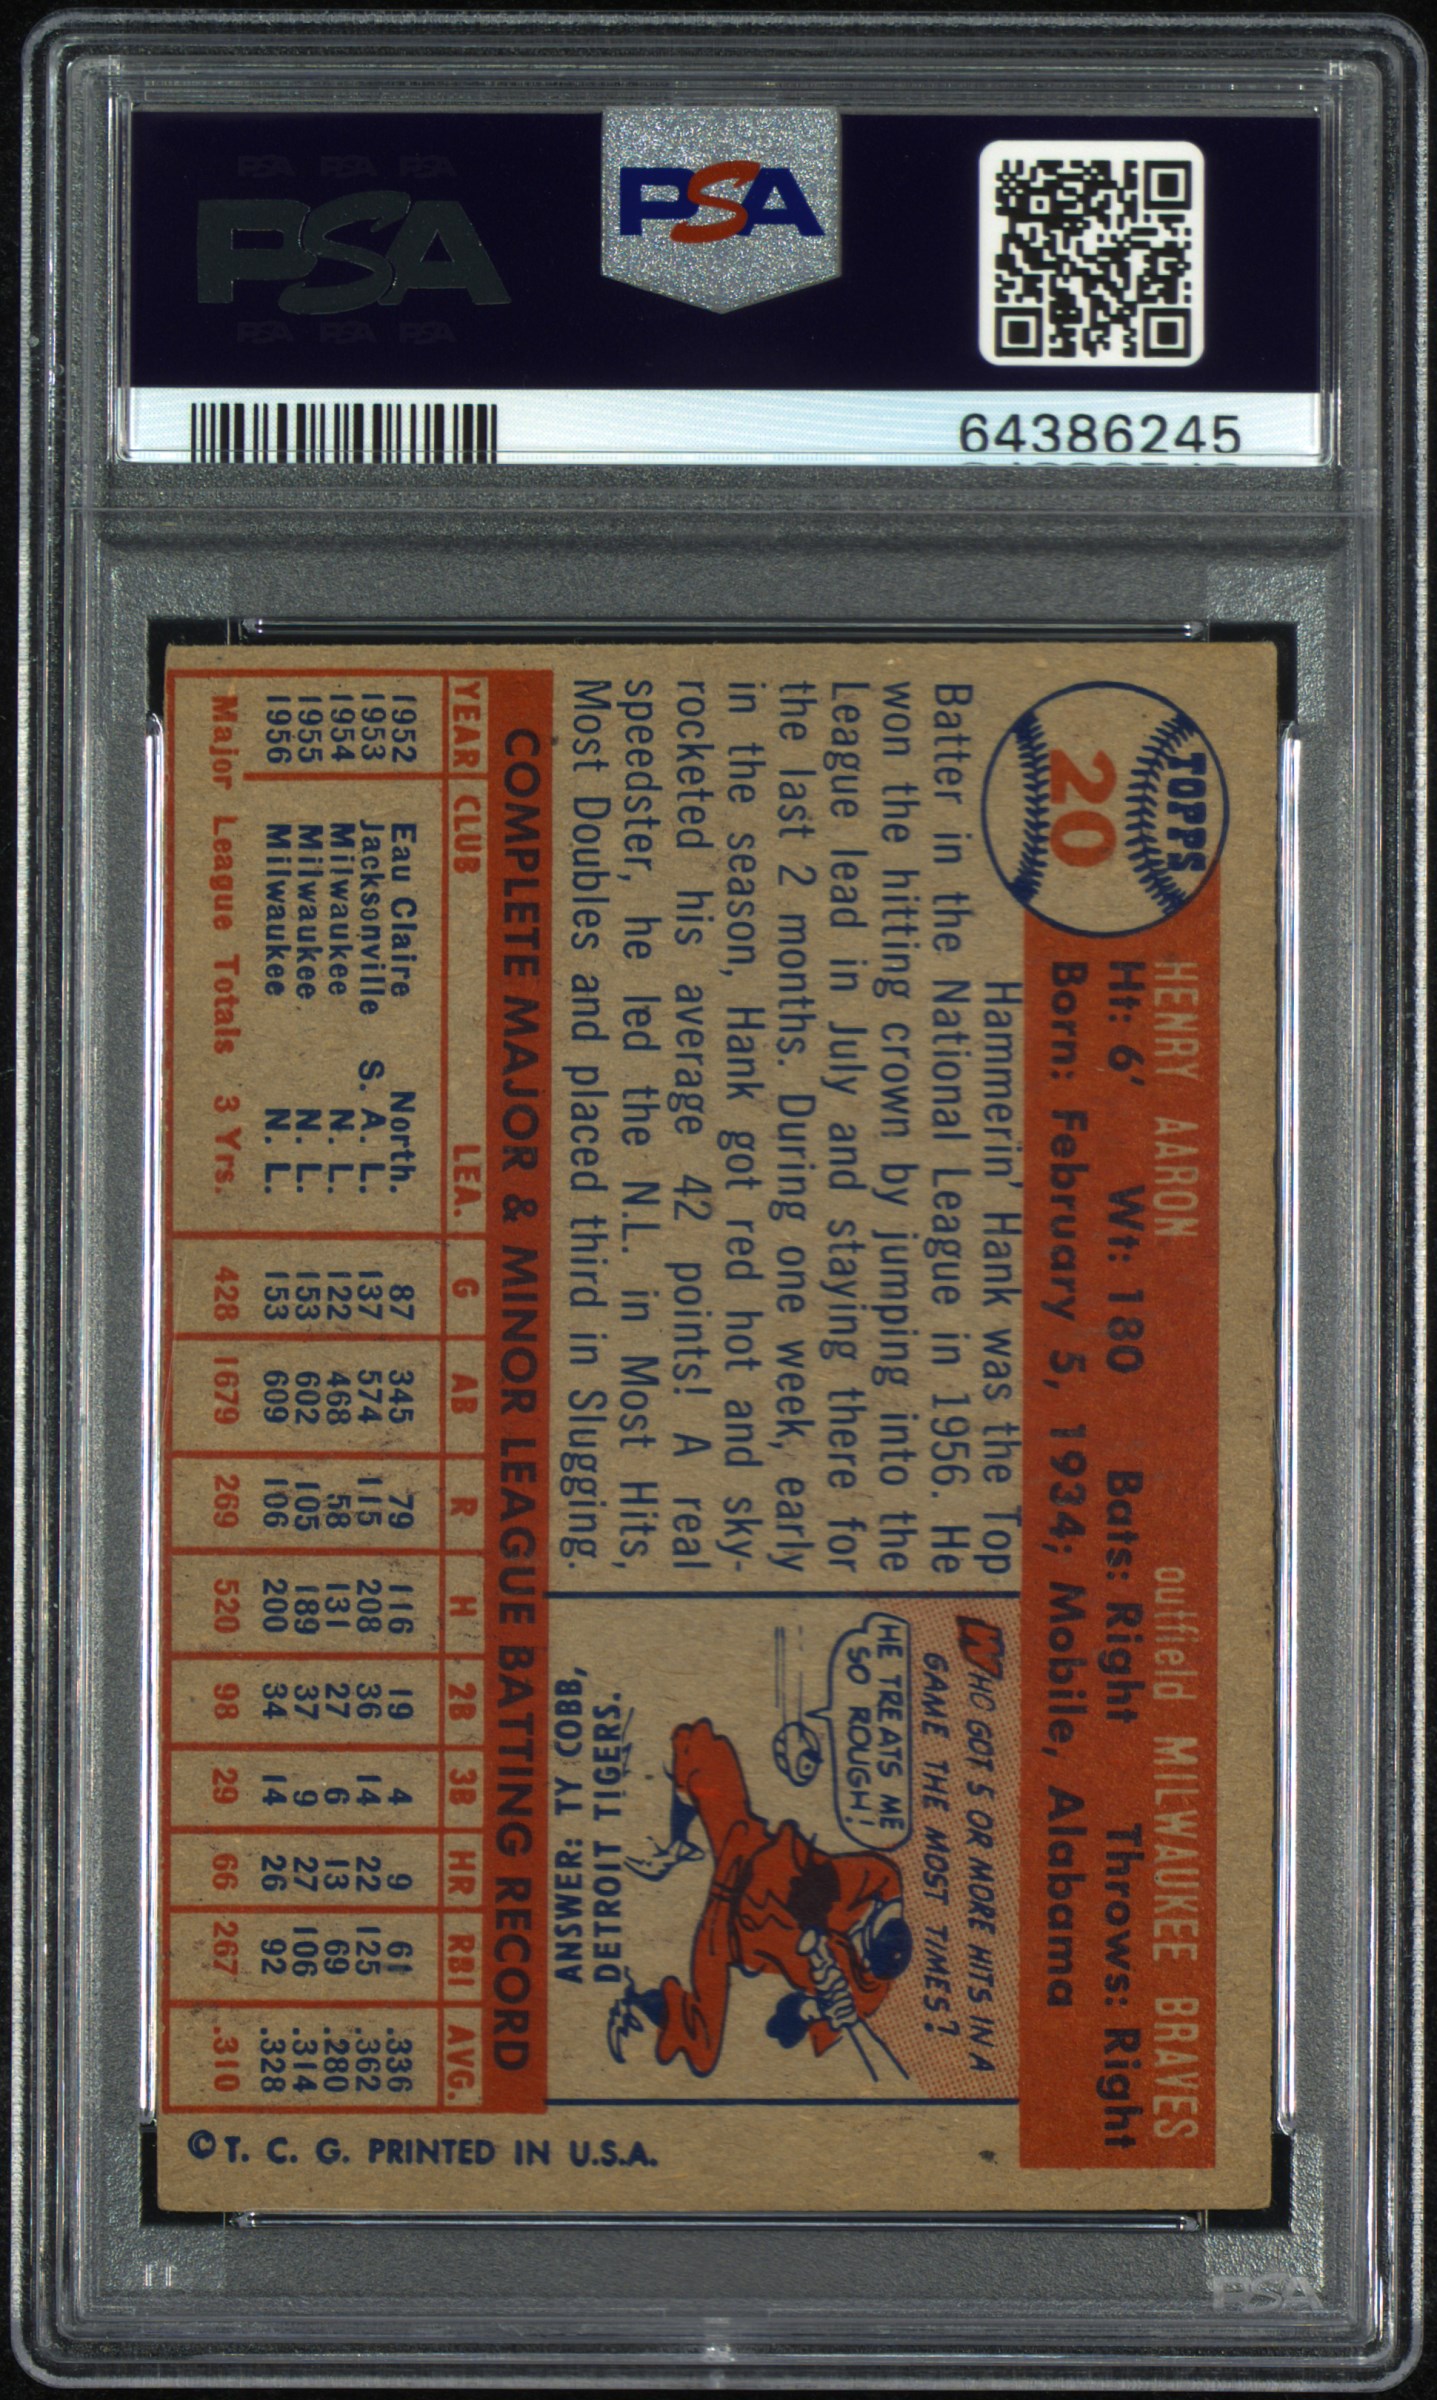 PSA PSA PSA
PSA
PSA PSA PSA
PSA
64386245
TOPPS
20
HENRY AARON outfield MILWAUKEE BRAVES
Ht: 6' Wt: 180 Bats: Right Throws: Right
Born: February 5, 1934; Mobile, Alabama
Hammerin' Hank was the Top
Batter in the National League in 1956. He
won the hitting crown by jumping into the
League lead in July and staying there for
the last 2 months. During one week, early
in the season, Hank got red hot and sky-
rocketed his average 42 points! A real
speedster, he led the N.L. in Most Hits,
Most Doubles and placed third in Slugging.
WHO GOT 5 OR MORE HITS IN A
GAME THE MOST TIMES?
HE TREATS ME
SO ROUGH!
ANSWER: TY COBB,
DETROIT TIGERS.
COMPLETE MAJOR & MINOR LEAGUE BATTING RECORD
YEAR CLUB LEA. G AB R H 2B 3B HR RBI AVG.
1952 Eau Claire North. 87 345 79 116 19 4 9 61 .336
1953 Jacksonville S. A. L. 137 574 115 208 36 14 22 125 .362
1954 Milwaukee N. L. 122 468 58 131 27 6 13 69 .280
1955 Milwaukee N. L. 153 602 105 189 37 9 27 106 .314
1956 Milwaukee N. L. 153 609 106 200 34 14 26 92 .328
Major League Totals 3 Yrs. 428 1679 269 520 98 29 66 267 .310
© T. C. G. PRINTED IN U.S.A.
PSA